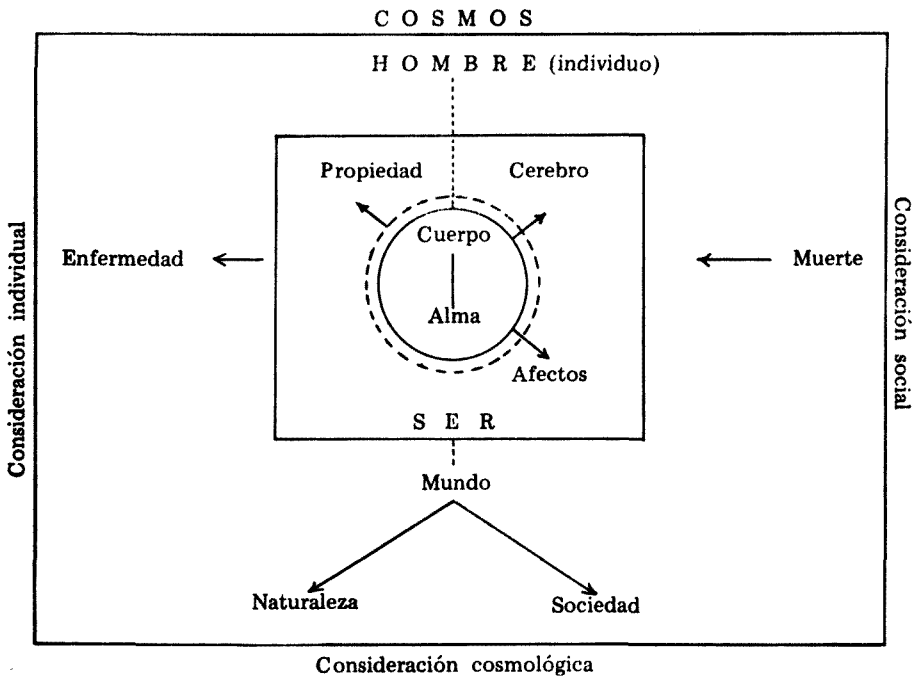 C O S M O S
H O M B R E (individuo)
Propiedad
Cerebro
Cuerpo
Enfermedad
Muerte
Alma
Afectos
S E R
Mundo
Naturaleza
Sociedad
Consideración individual
Consideración social
Consideración cosmológica